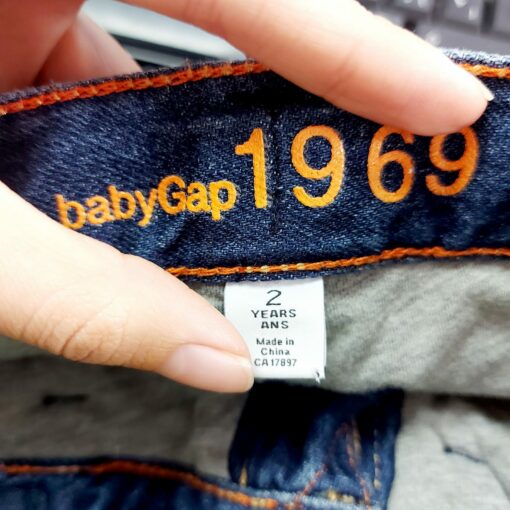 babyGap 1969
2
YEARS
ANS
Made in
China
CA17897